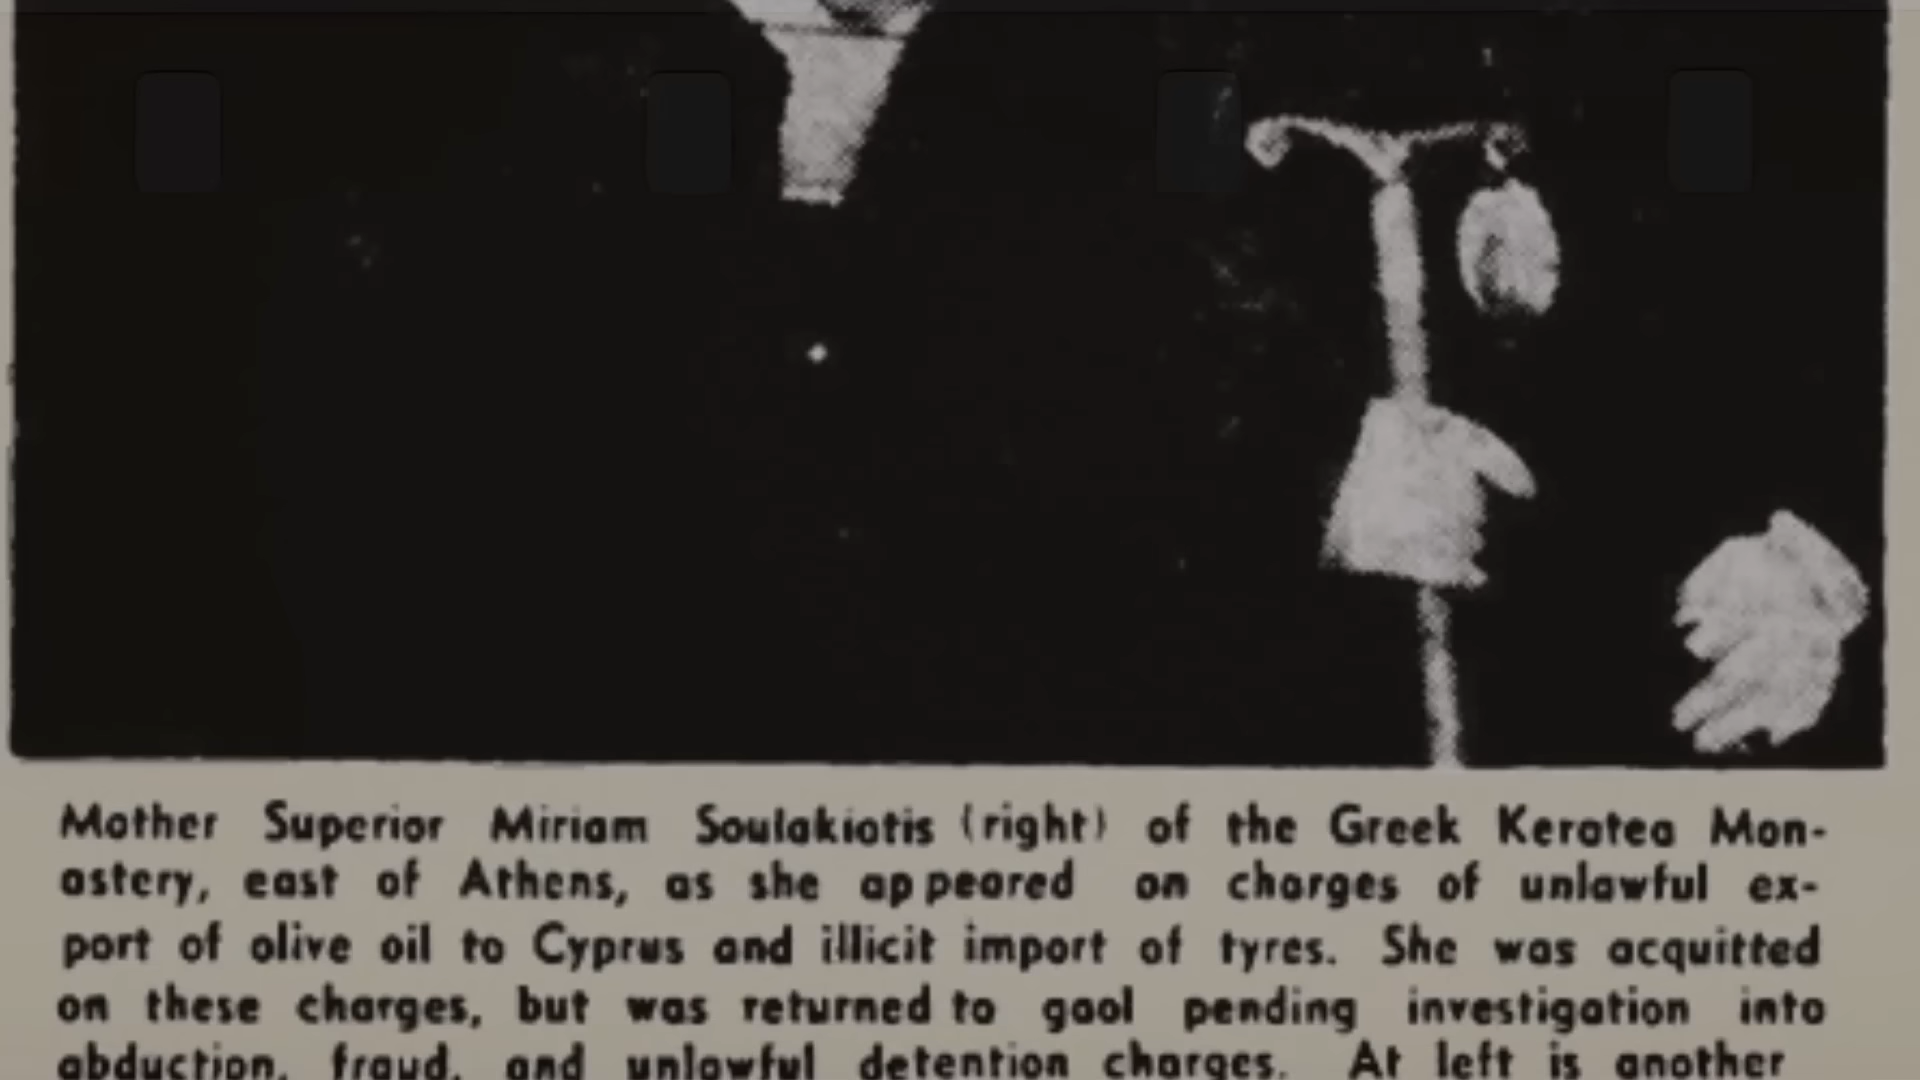 Mother Superior Miriam Soulakiotis (right) of the Greek Keratea Mon-
astery, east of Athens, as she appeared on charges of unlawful ex-
port of olive oil to Cyprus and illicit import of tyres. She was acquitted
on these charges, but was returned to gaol pending investigation into
abduction, fraud, and unlawful detention charges. At left is another